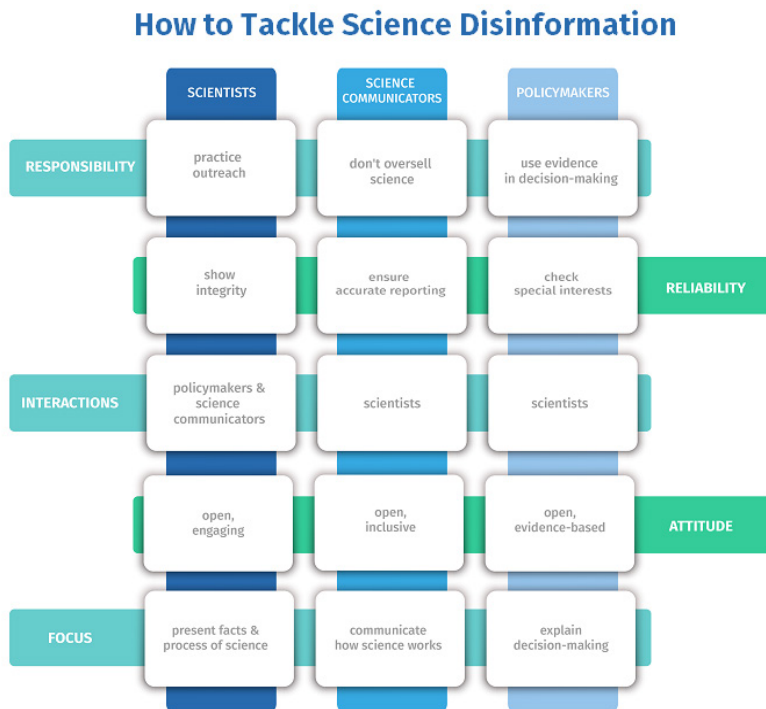 How to Tackle Science Disinformation
SCIENTISTS
SCIENCE
COMMUNICATORS
POLICYMAKERS
RESPONSIBILITY
practice
outreach
don't oversell
science
use evidence
in decision-making
show
integrity
ensure
accurate reporting
check
special interests
RELIABILITY
INTERACTIONS
policymakers &
science
communicators
scientists
scientists
open,
engaging
open,
inclusive
open,
evidence-based
ATTITUDE
FOCUS
present facts &
process of science
communicate
how science works
explain
decision-making